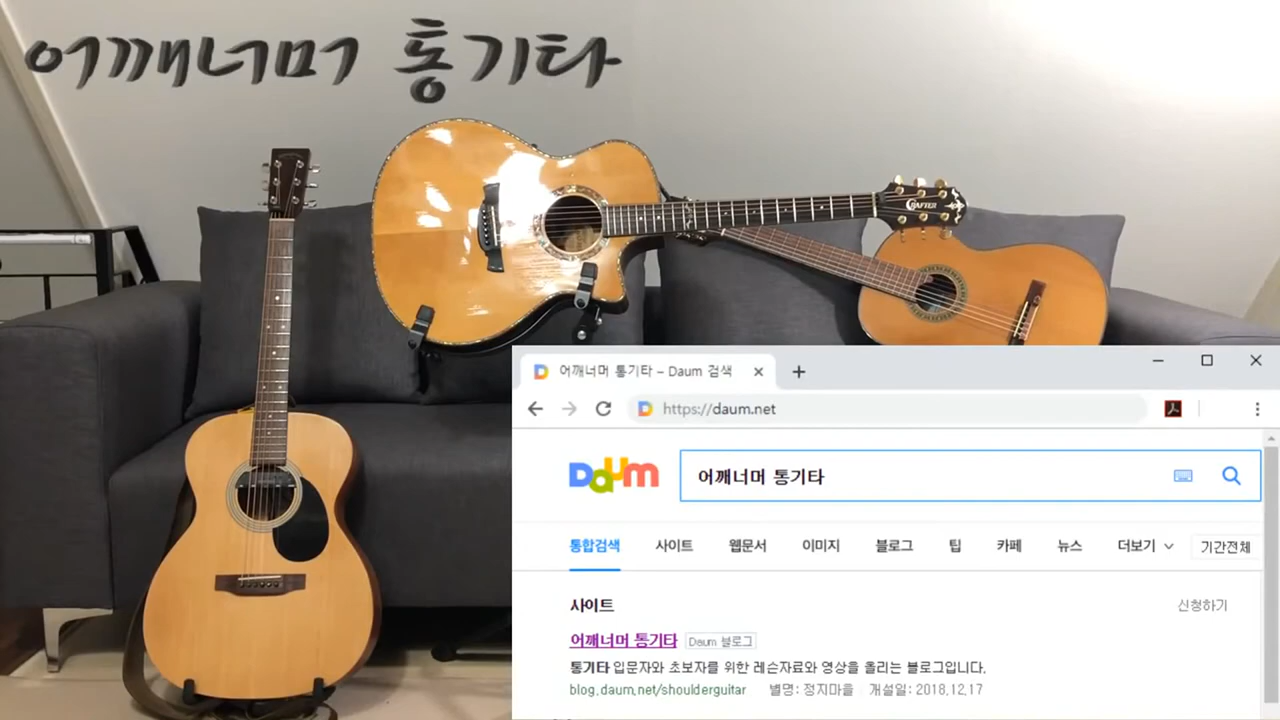 어깨너머 통기타
CRAFTER
어깨너머 통기타 – Daum 검색
https://daum.net
Daum 어깨너머 통기타
통합검색 사이트 웹문서 이미지 블로그 팁 카페 뉴스 더보기 기간전체
사이트 신청하기
어깨너머 통기타 Daum 블로그
통기타 입문자와 초보자를 위한 레슨자료와 영상을 올리는 블로그입니다.
blog.daum.net/shoulderguitar 별명: 정지마을 개설일: 2018.12.17